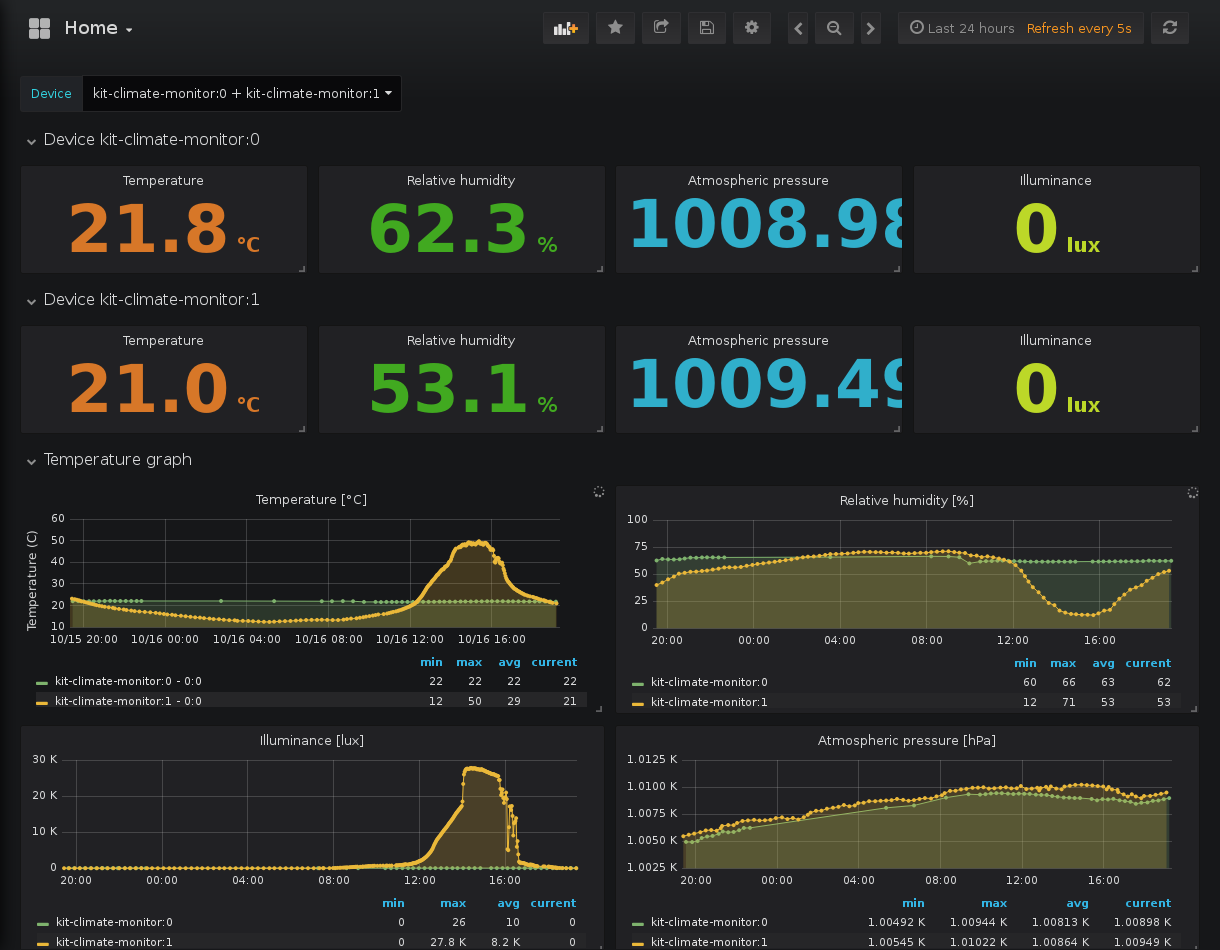 Home
Last 24 hours Refresh every 5s
Device kit-climate-monitor:0 + kit-climate-monitor:1
Device kit-climate-monitor:0
Temperature Relative humidity Atmospheric pressure Illuminance
21.8 °C 62.3 % 1008.98 0 lux
Device kit-climate-monitor:1
Temperature Relative humidity Atmospheric pressure Illuminance
21.0 °C 53.1 % 1009.49 0 lux
Temperature graph
Temperature [°C]
Temperature (C)
60
50
40
30
20
10
10/15 20:00 10/16 00:00 10/16 04:00 10/16 08:00 10/16 12:00 10/16 16:00
min max avg current
kit-climate-monitor:0 - 0:0 22 22 22 22
kit-climate-monitor:1 - 0:0 12 50 29 21
Relative humidity [%]
100
75
50
25
0
20:00 00:00 04:00 08:00 12:00 16:00
min max avg current
kit-climate-monitor:0 60 66 63 62
kit-climate-monitor:1 12 71 53 53
Illuminance [lux]
30 K
20 K
10 K
0
20:00 00:00 04:00 08:00 12:00 16:00
min max avg current
kit-climate-monitor:0 0 26 10 0
kit-climate-monitor:1 0 27.8 K 8.2 K 0
Atmospheric pressure [hPa]
1.0125 K
1.0100 K
1.0075 K
1.0050 K
1.0025 K
20:00 00:00 04:00 08:00 12:00 16:00
min max avg current
kit-climate-monitor:0 1.00492 K 1.00944 K 1.00813 K 1.00898 K
kit-climate-monitor:1 1.00545 K 1.01022 K 1.00864 K 1.00949 K